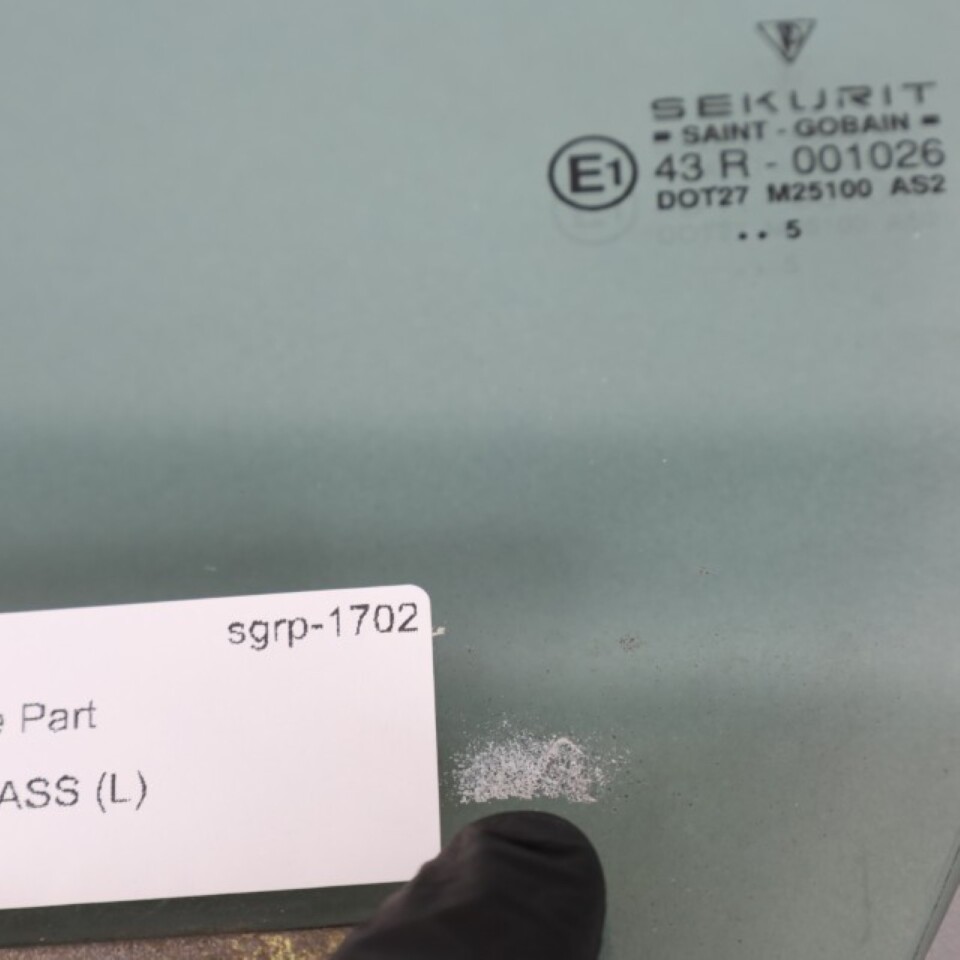 SEKURIT
SAINT - GOBAIN
E1
43 R - 001026
DOT27 M25100 AS2
.. 5
sgrp-1702
Part
ASS (L)